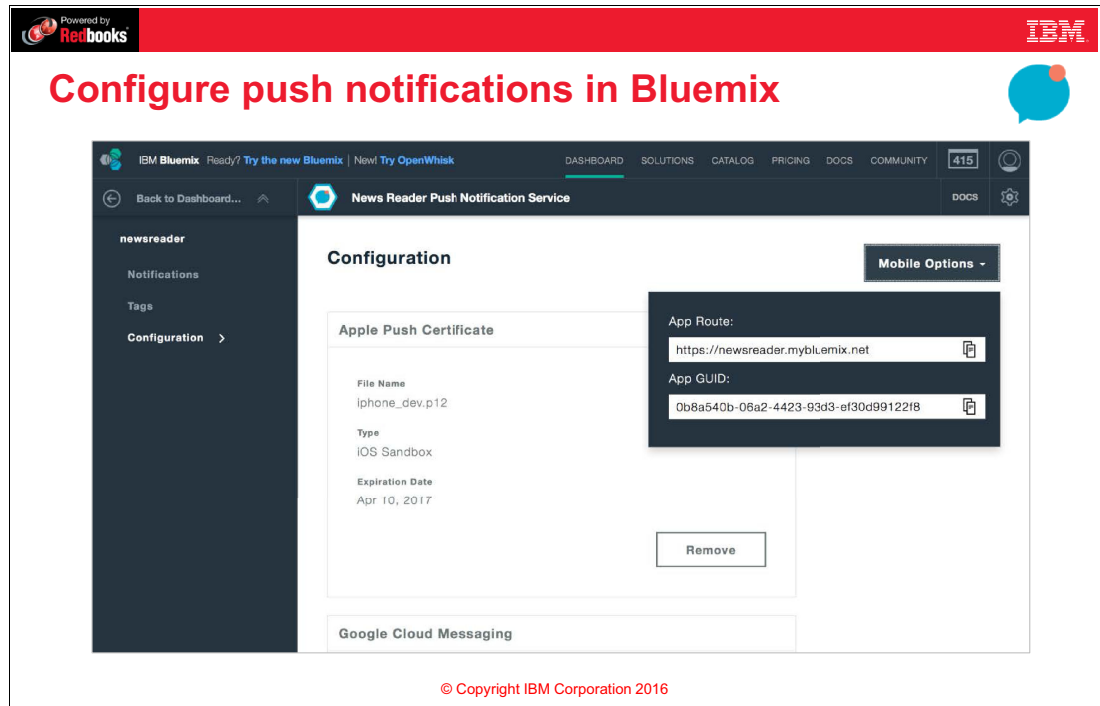 Powered by
Redbooks
IBM
Configure push notifications in Bluemix
IBM Bluemix Ready? Try the new Bluemix | New! Try OpenWhisk
DASHBOARD SOLUTIONS CATALOG PRICING DOCS COMMUNITY 415
Back to Dashboard...
News Reader Push Notification Service
DOCS
newsreader
Notifications
Tags
Configuration >
Configuration
Mobile Options
Apple Push Certificate
File Name
iphone_dev.p12
Type
iOS Sandbox
Expiration Date
Apr 10, 2017
Remove
App Route:
https://newsreader.mybluemix.net
App GUID:
0b8a540b-06a2-4423-93d3-ef30d99122f8
Google Cloud Messaging
© Copyright IBM Corporation 2016